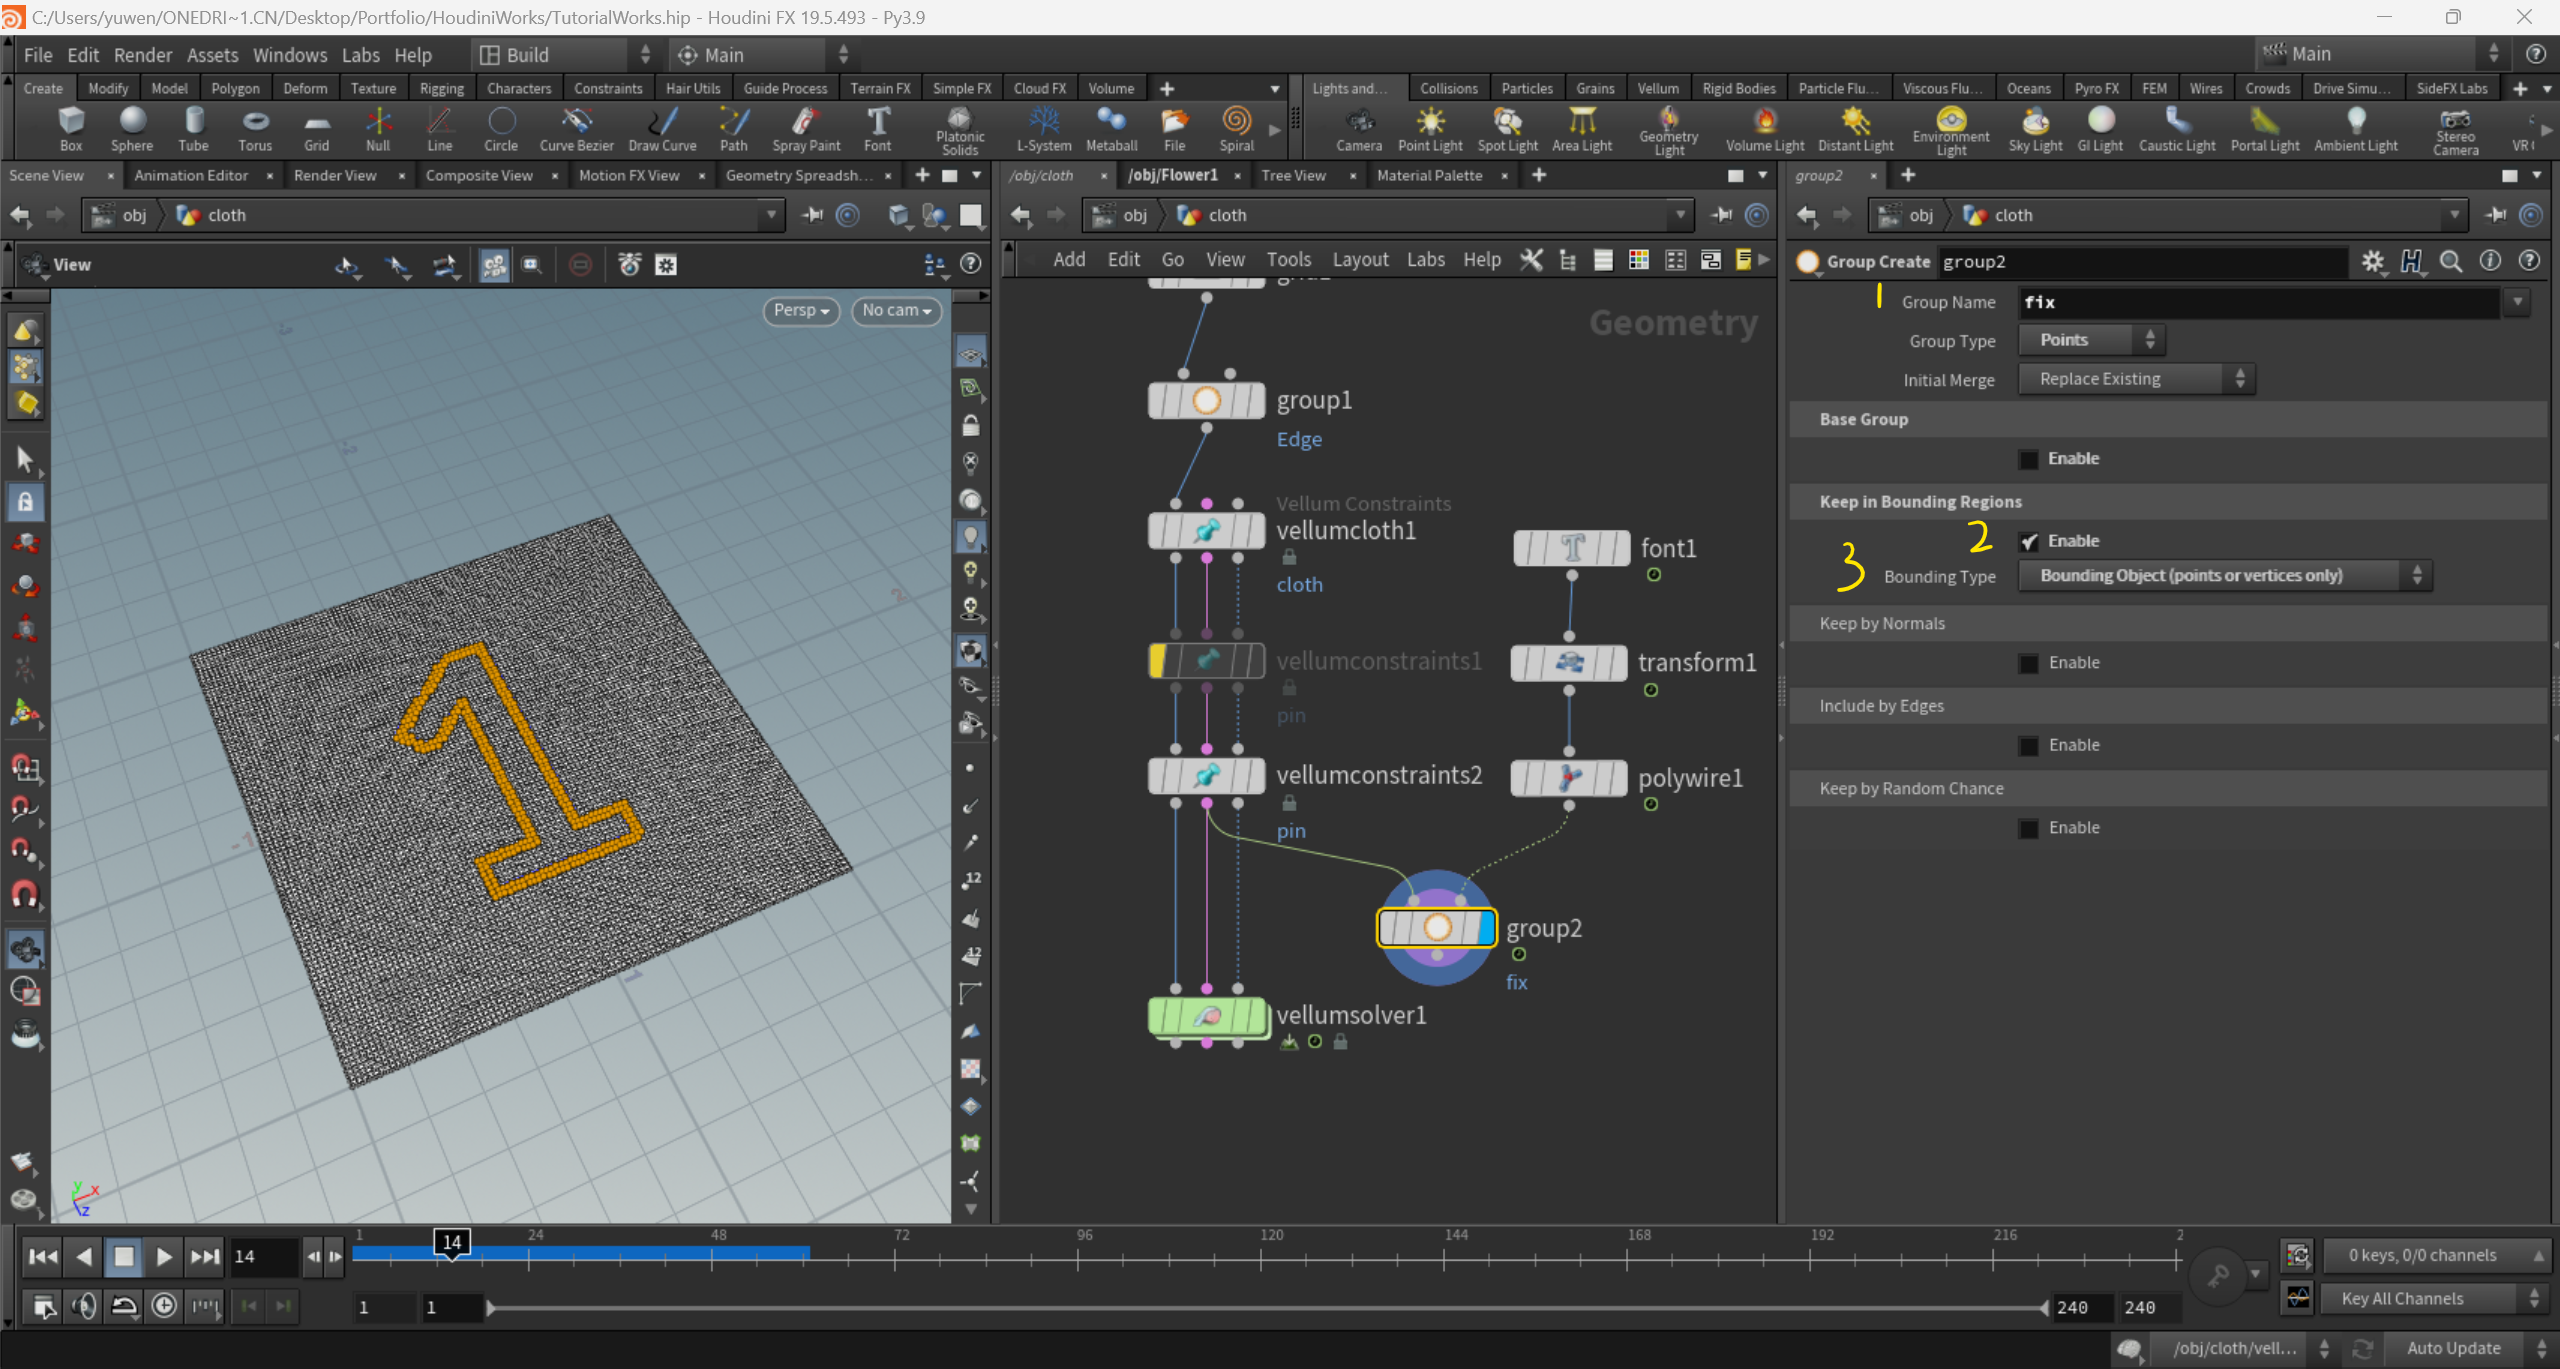 C:/Users/yuwen/ONEDRI~1.CN/Desktop/Portfolio/HoudiniWorks/TutorialWorks.hip - Houdini FX 19.5.493 - Py3.9
File Edit Render Assets Windows Labs Help Build Main Main
Create Modify Model Polygon Deform Texture Rigging Characters Constraints Hair Utils Guide Process Terrain FX Simple FX Cloud FX Volume
Lights and... Collisions Particles Grains Vellum Rigid Bodies Particle Flu... Viscous Flu... Oceans Pyro FX FEM Wires Crowds Drive Simu... SideFX Labs
Box Sphere Tube Torus Grid Null Line Circle Curve Bezier Draw Curve Path Spray Paint Font Platonic Solids L-System Metaball File Spiral
Camera Point Light Spot Light Area Light Geometry Light Volume Light Distant Light Environment Light Sky Light GI Light Caustic Light Portal Light Ambient Light Stereo Camera VR
Scene View Animation Editor Render View Composite View Motion FX View Geometry Spreadsh...
/obj/cloth /obj/Flower1 Tree View Material Palette
group2
obj cloth
obj cloth
obj cloth
View
Persp No cam
12
12
2
1
y x z
Add Edit Go View Tools Layout Labs Help
Geometry
group1
Edge
Vellum Constraints
vellumcloth1
cloth
vellumconstraints1
pin
vellumconstraints2
pin
font1
transform1
polywire1
group2
fix
vellumsolver1
Group Create group2
1 Group Name fix
Group Type Points
Initial Merge Replace Existing
Base Group
Enable
Keep in Bounding Regions
2 Enable
3 Bounding Type Bounding Object (points or vertices only)
Keep by Normals
Enable
Include by Edges
Enable
Keep by Random Chance
Enable
14
1 14 24 48 72 96 120 144 168 192 216 2
0 keys, 0/0 channels
1 1 240 240
Key All Channels
/obj/cloth/vell... Auto Update